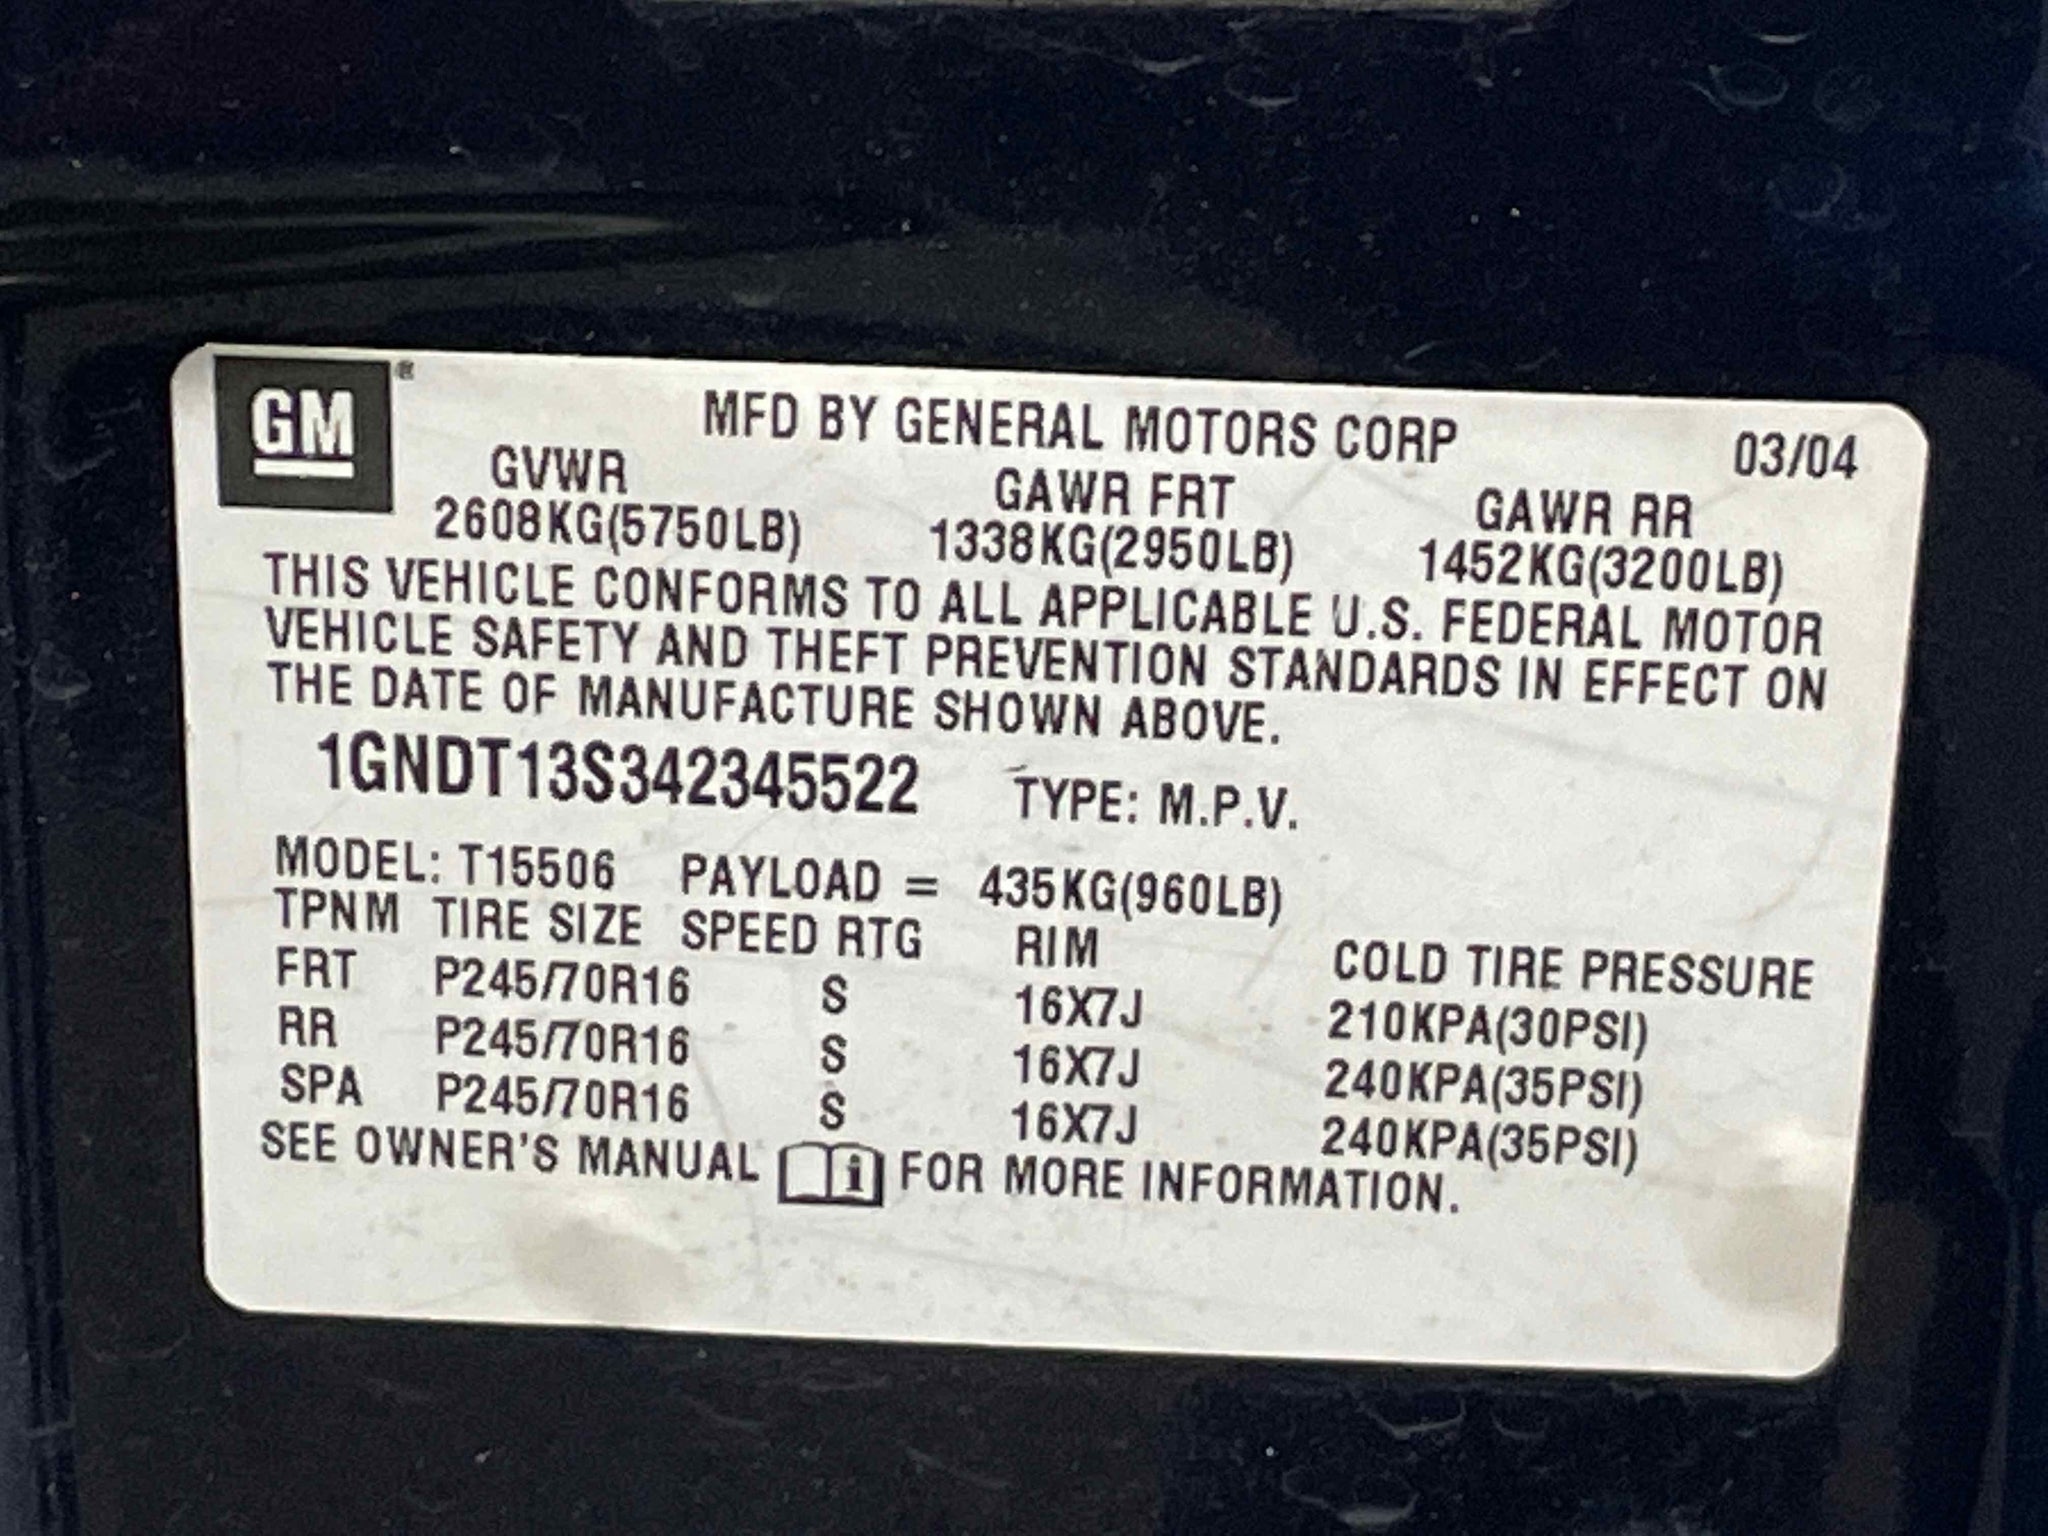 GM®
MFD BY GENERAL MOTORS CORP 03/04
GVWR GAWR FRT GAWR RR
2608KG(5750LB) 1338KG(2950LB) 1452KG(3200LB)
THIS VEHICLE CONFORMS TO ALL APPLICABLE U.S. FEDERAL MOTOR
VEHICLE SAFETY AND THEFT PREVENTION STANDARDS IN EFFECT ON
THE DATE OF MANUFACTURE SHOWN ABOVE.
1GNDT13S342345522 TYPE: M.P.V.
MODEL: T15506 PAYLOAD = 435KG(960LB)
TPNM TIRE SIZE SPEED RTG RIM COLD TIRE PRESSURE
FRT P245/70R16 S 16X7J 210KPA(30PSI)
RR P245/70R16 S 16X7J 240KPA(35PSI)
SPA P245/70R16 S 16X7J 240KPA(35PSI)
SEE OWNER'S MANUAL i FOR MORE INFORMATION.